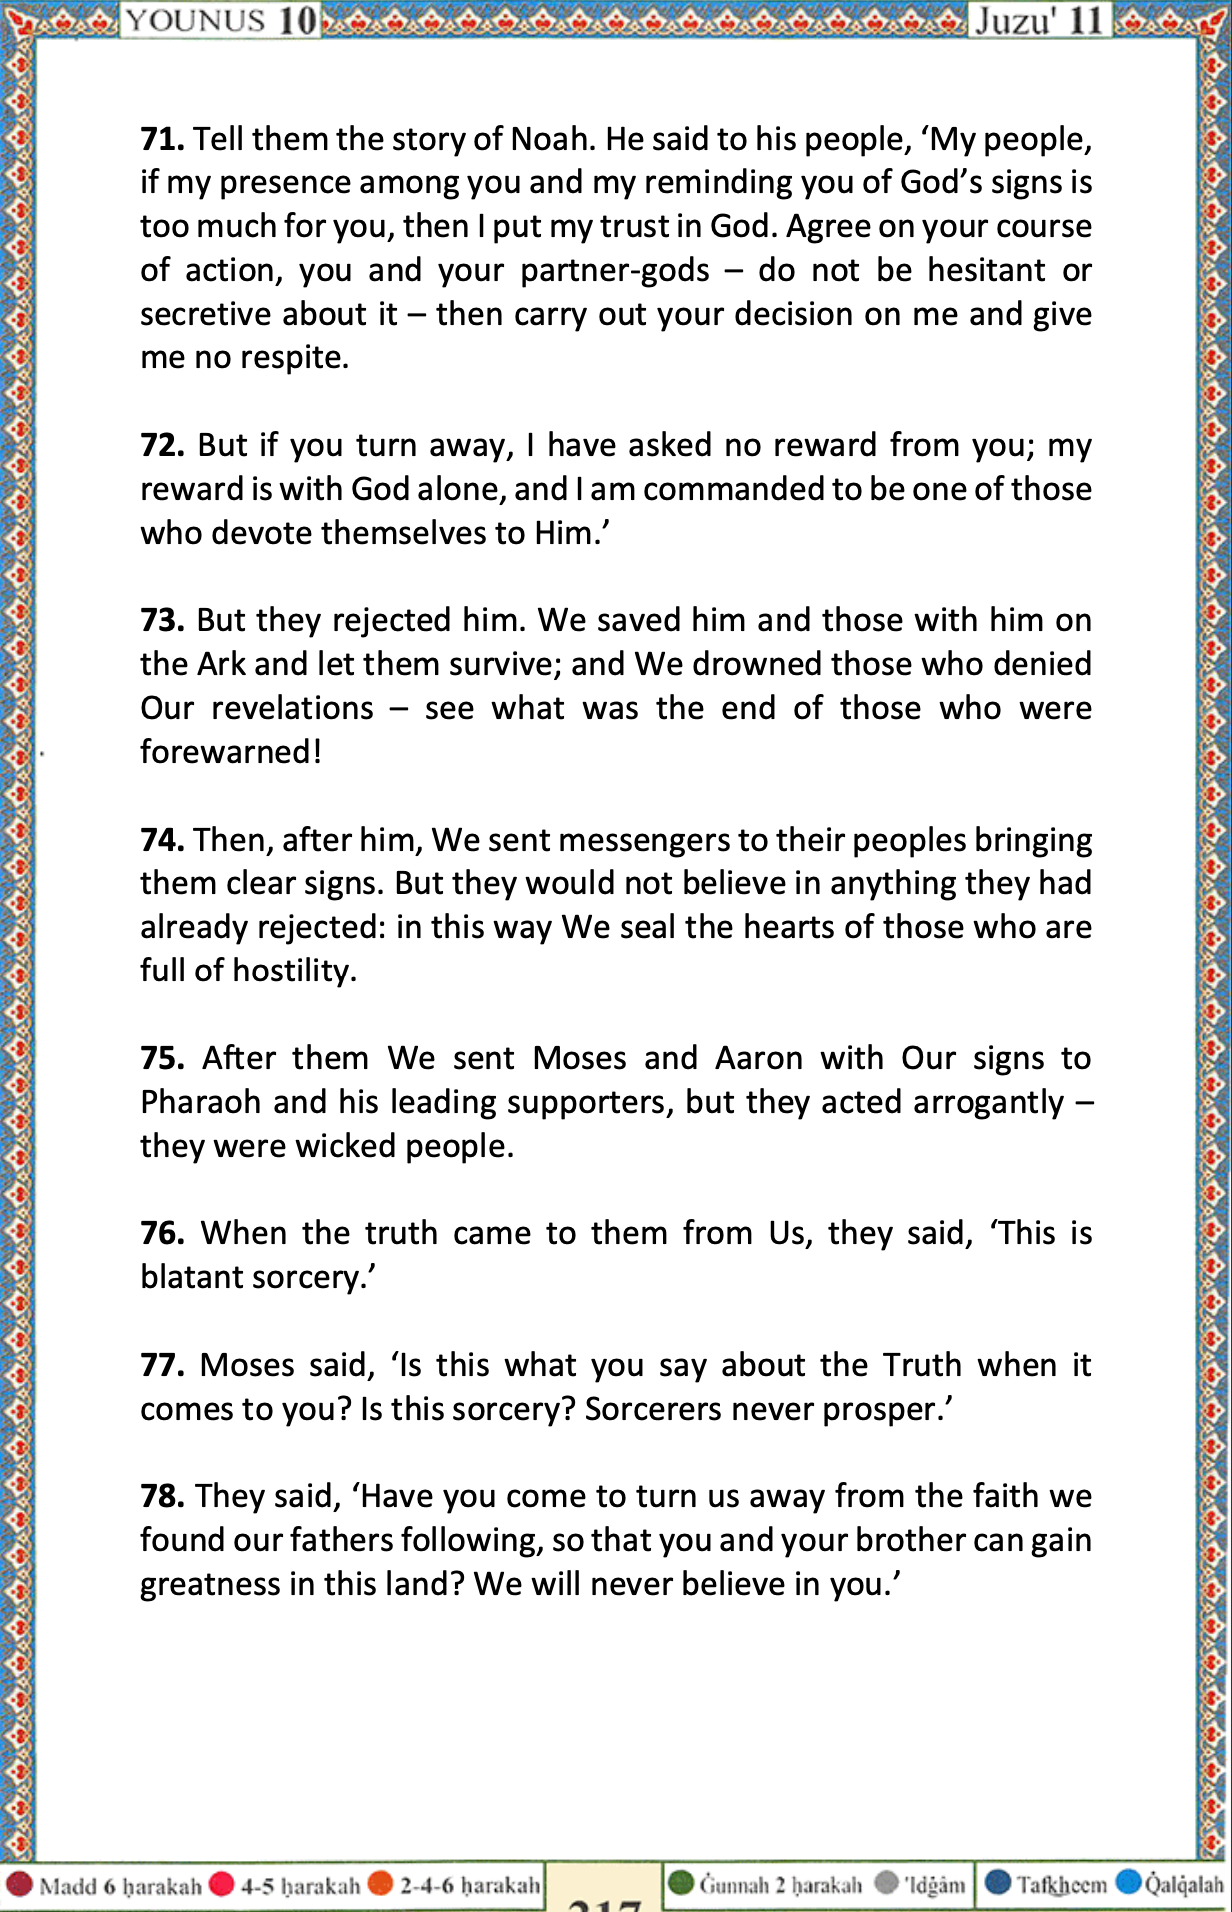 YOUNUS 10
Juzu' 11
71. Tell them the story of Noah. He said to his people, ‘My people,
if my presence among you and my reminding you of God’s signs is
too much for you, then I put my trust in God. Agree on your course
of action, you and your partner-gods – do not be hesitant or
secretive about it – then carry out your decision on me and give
me no respite.
72. But if you turn away, I have asked no reward from you; my
reward is with God alone, and I am commanded to be one of those
who devote themselves to Him.’
73. But they rejected him. We saved him and those with him on
the Ark and let them survive; and We drowned those who denied
Our revelations – see what was the end of those who were
forewarned!
74. Then, after him, We sent messengers to their peoples bringing
them clear signs. But they would not believe in anything they had
already rejected: in this way We seal the hearts of those who are
full of hostility.
75. After them We sent Moses and Aaron with Our signs to
Pharaoh and his leading supporters, but they acted arrogantly –
they were wicked people.
76. When the truth came to them from Us, they said, ‘This is
blatant sorcery.’
77. Moses said, ‘Is this what you say about the Truth when it
comes to you? Is this sorcery? Sorcerers never prosper.’
78. They said, ‘Have you come to turn us away from the faith we
found our fathers following, so that you and your brother can gain
greatness in this land? We will never believe in you.’
Madd 6 ḥarakah 4-5 ḥarakah 2-4-6 ḥarakah
217
Ġunnah 2 ḥarakah 'Idġâm Tafkheem Q̇alq̇alah